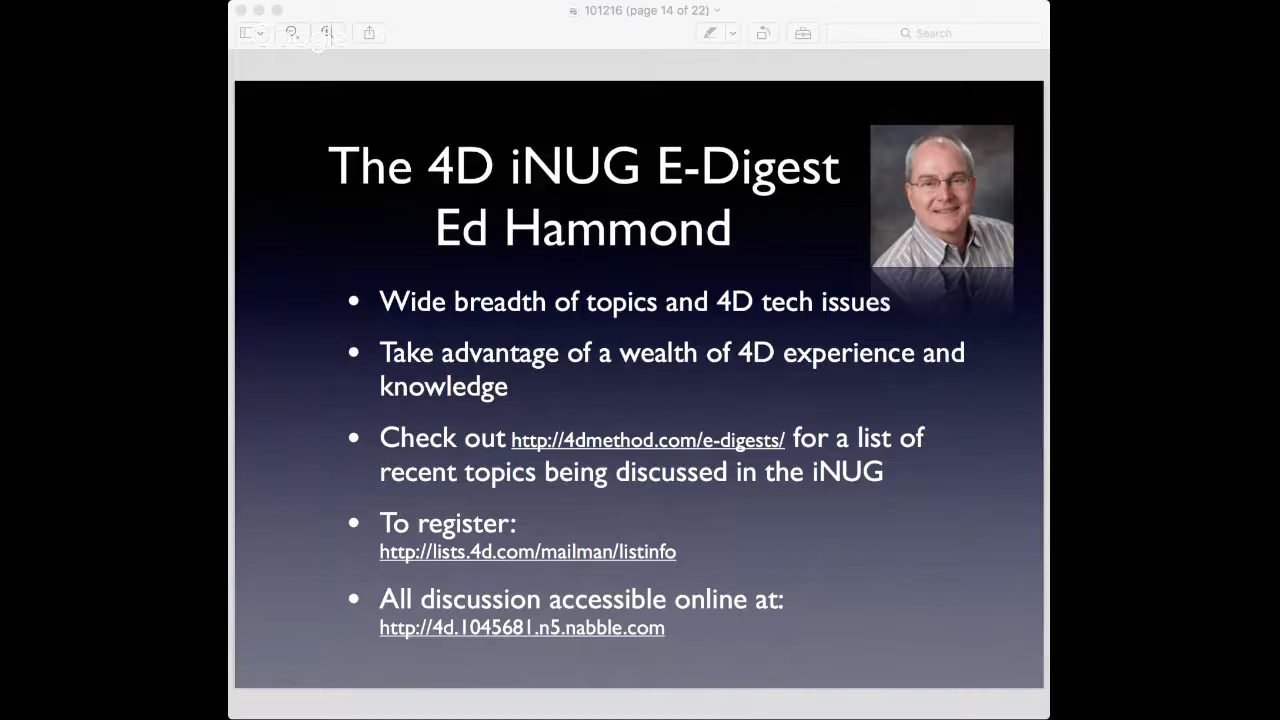 101216 (page 14 of 22)
Google
Search
The 4D iNUG E-Digest
Ed Hammond
• Wide breadth of topics and 4D tech issues
• Take advantage of a wealth of 4D experience and
knowledge
• Check out http://4dmethod.com/e-digests/ for a list of
recent topics being discussed in the iNUG
• To register:
http://lists.4d.com/mailman/listinfo
• All discussion accessible online at:
http://4d.1045681.n5.nabble.com